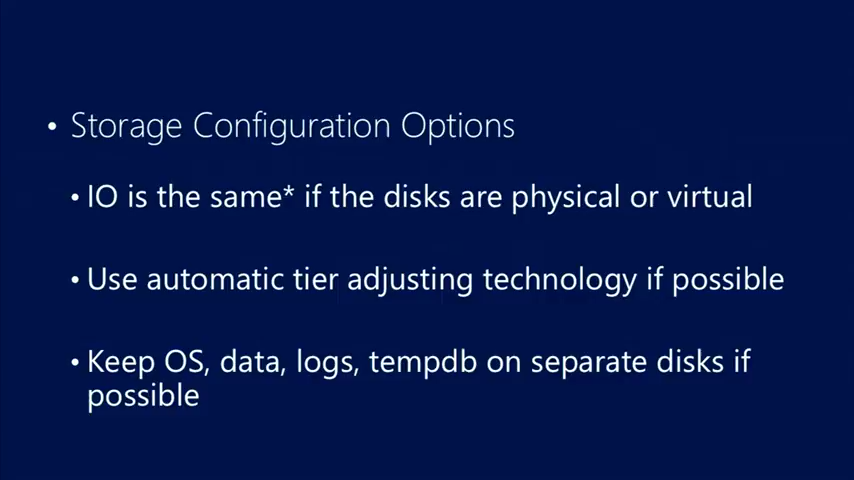 • Storage Configuration Options
• IO is the same* if the disks are physical or virtual
• Use automatic tier adjusting technology if possible
• Keep OS, data, logs, tempdb on separate disks if
possible